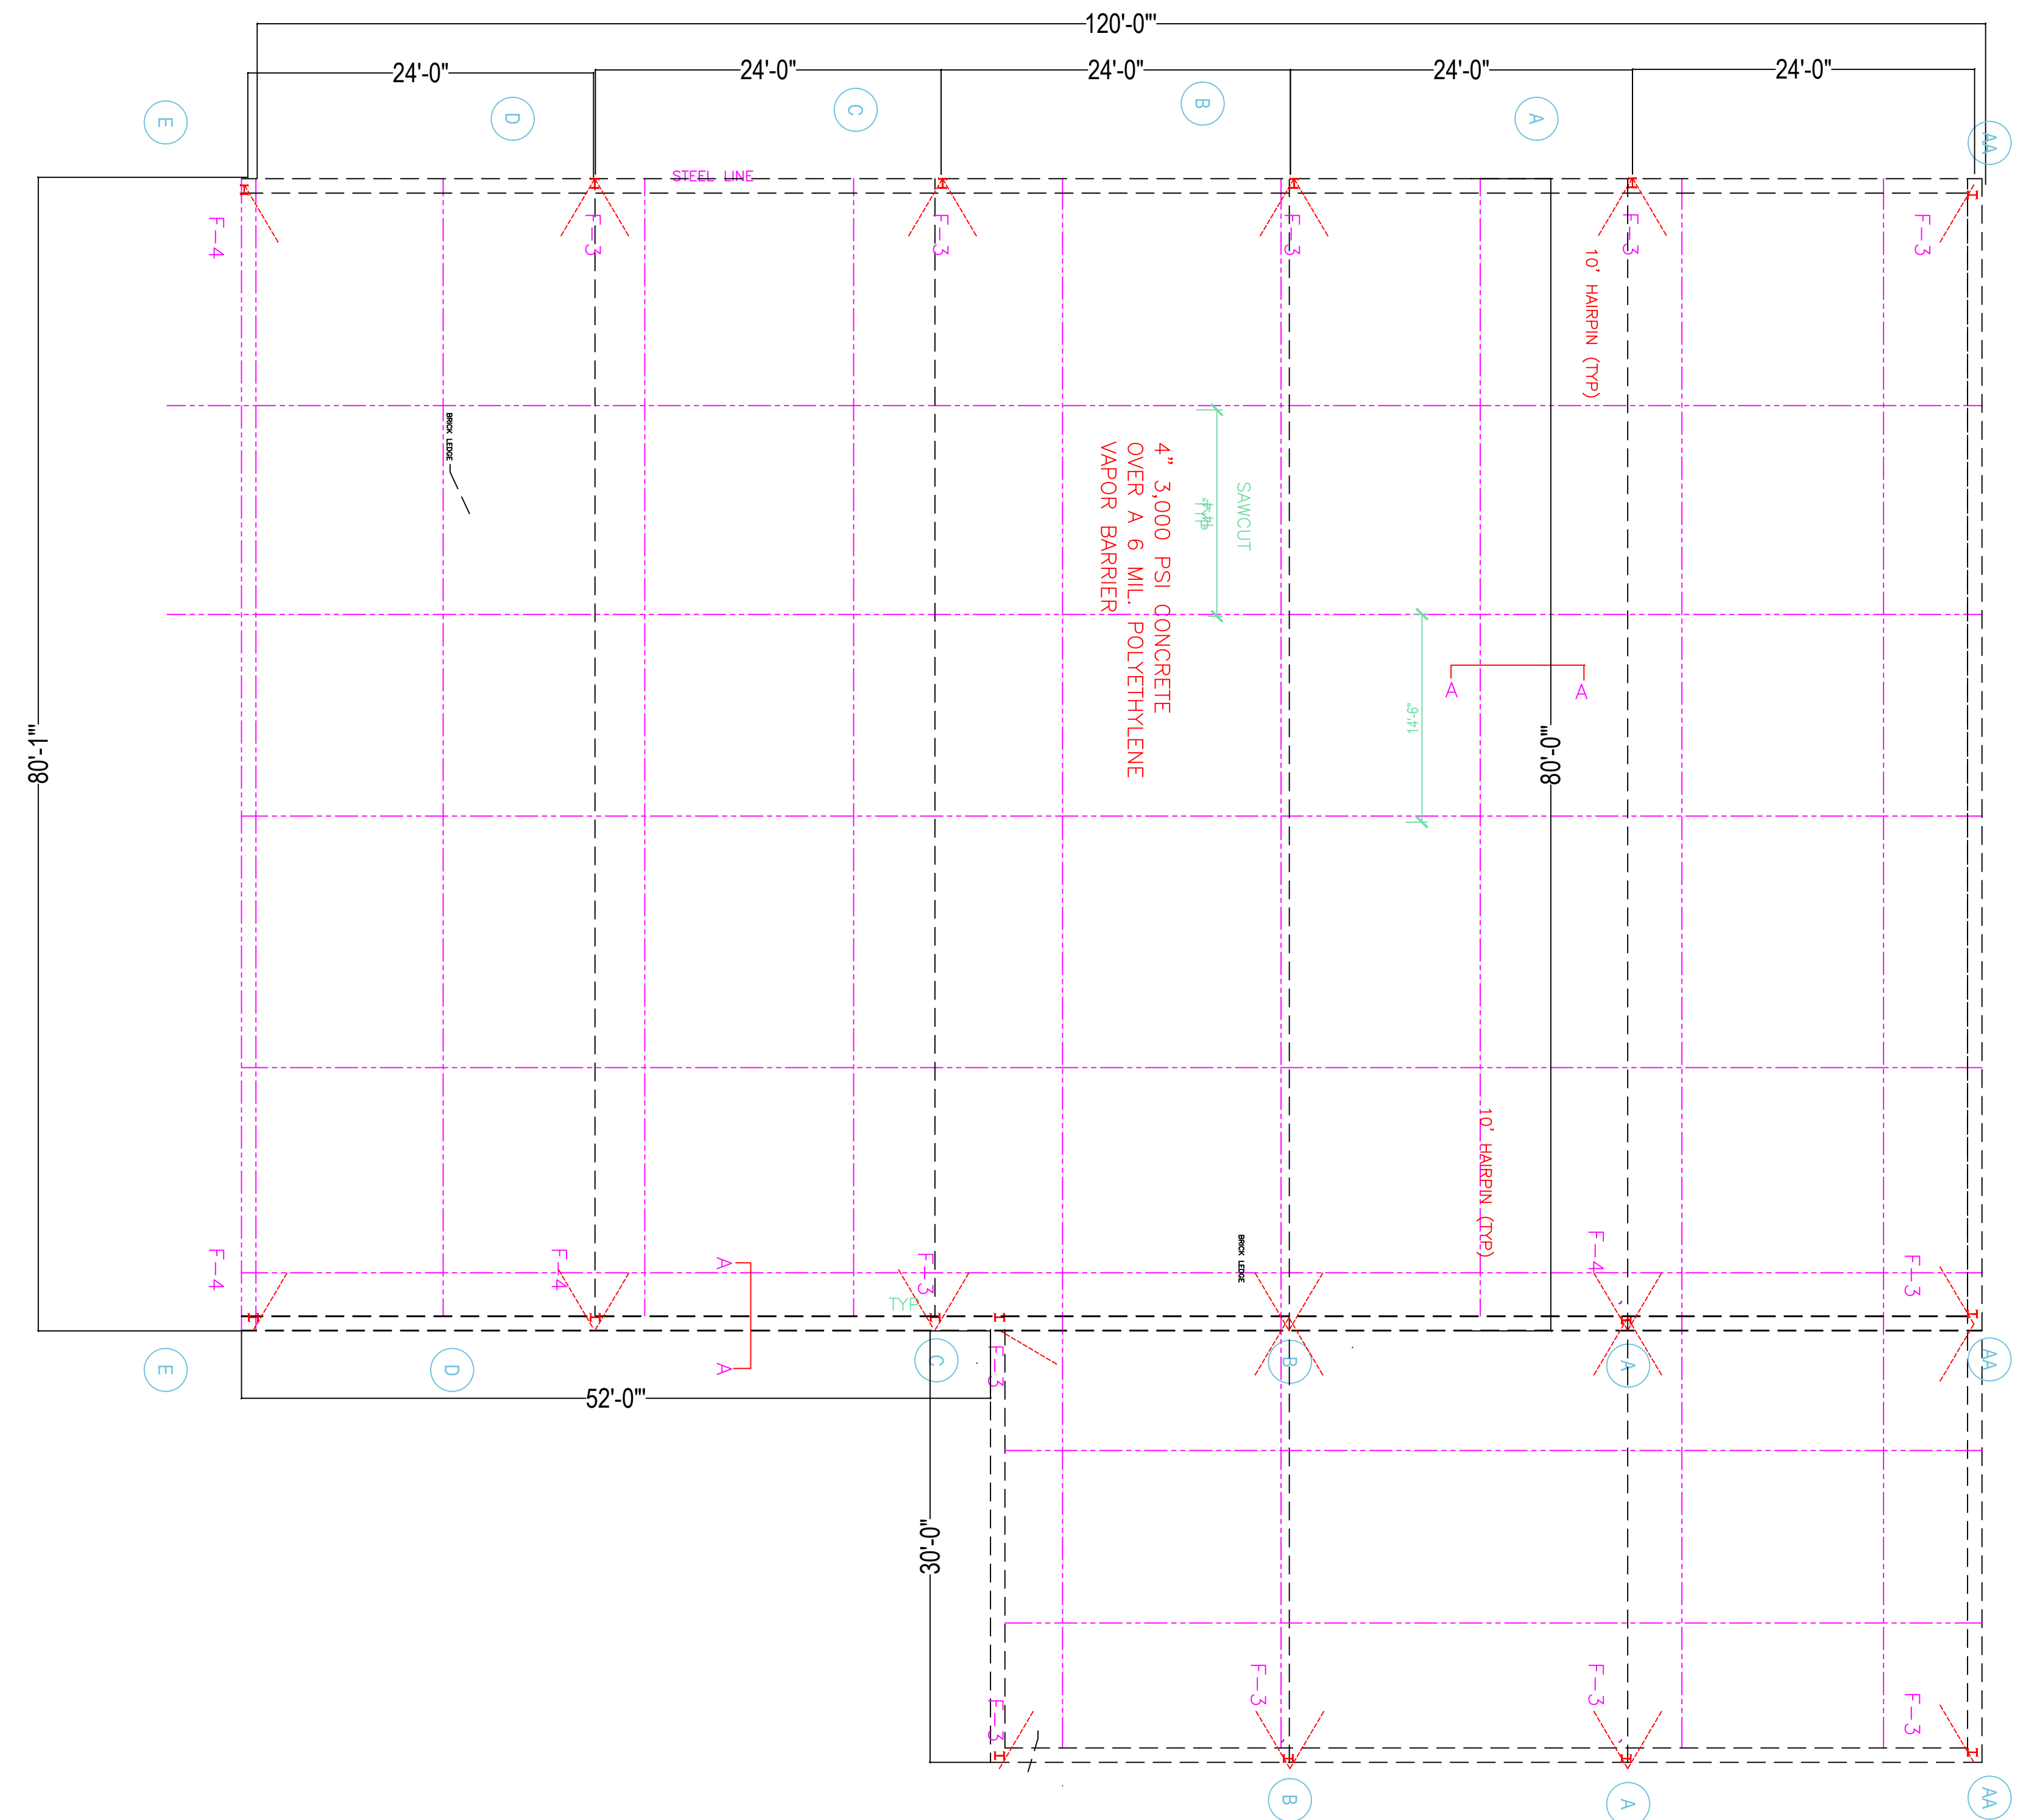 120'-0"'
24'-0"
24'-0"
24'-0"
24'-0"
24'-0"
E
D
C
B
A
AA
STEEL LINE
F-4
F-3
F-3
F-3
F-3
F-3
10' HAIRPIN (TYP)
BRICK LEDGE
4" 3,000 PSI CONCRETE
OVER A 6 MIL. POLYETHYLENE
VAPOR BARRIER
SAWCUT
14'-6"
A
A
80'-1"'
80'-0"'
10' HAIRPIN (TYP)
BRICK LEDGE
F-4
F-4
A
F-3
F-4
F-3
TYP
E
D
A
C
F-3
B
A
AA
52'-0"'
30'-0"'
F-3
F-3
F-3
F-3
B
A
AA